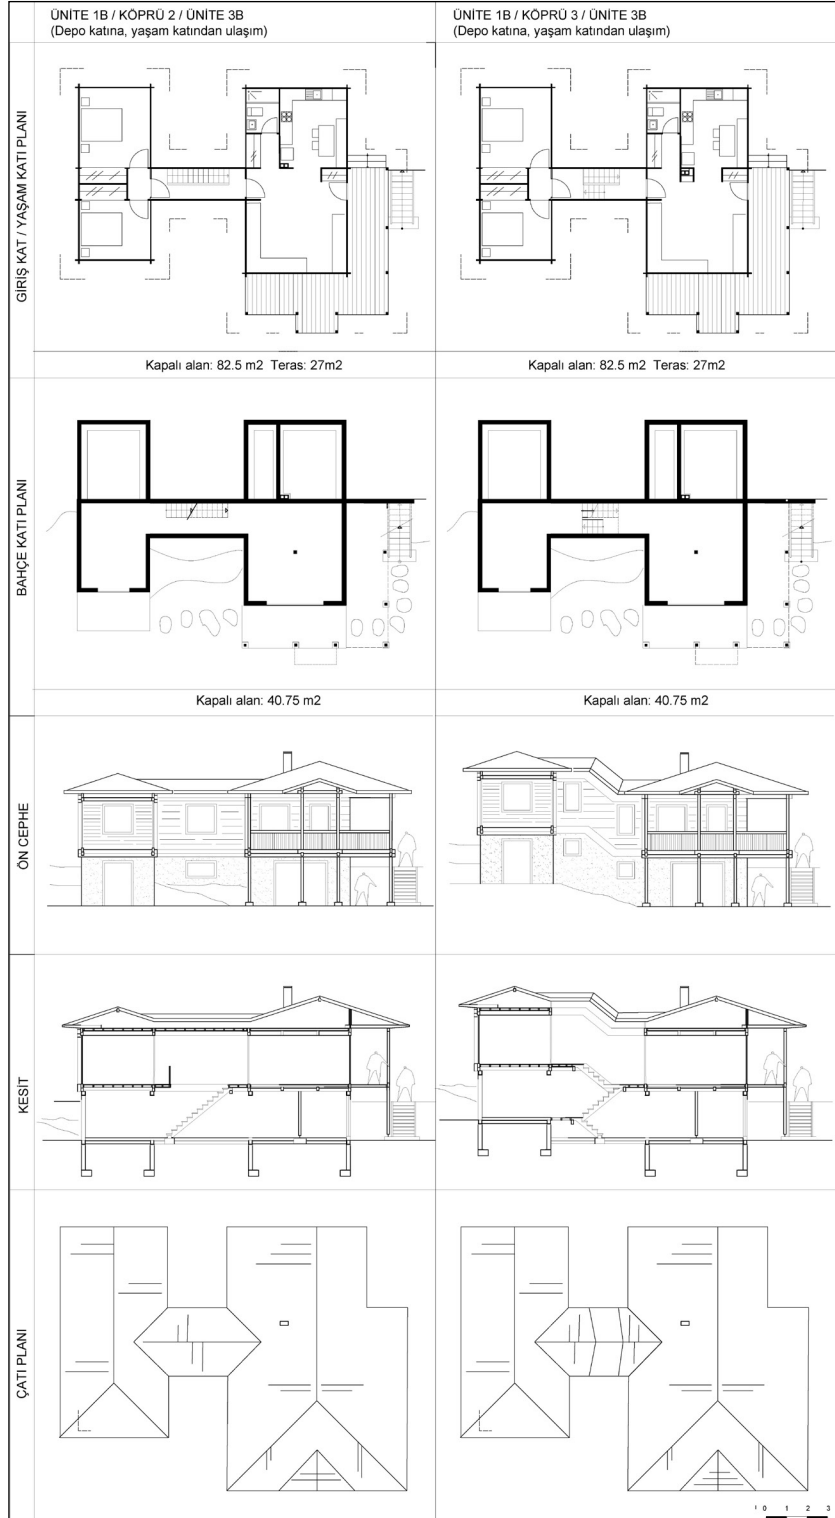 ÜNİTE 1B / KÖPRÜ 2 / ÜNİTE 3B
(Depo katına, yaşam katından ulaşım)
ÜNİTE 1B / KÖPRÜ 3 / ÜNİTE 3B
(Depo katına, yaşam katından ulaşım)
GİRİŞ KAT / YAŞAM KATI PLANI
Kapalı alan: 82.5 m2 Teras: 27m2
Kapalı alan: 82.5 m2 Teras: 27m2
BAHÇE KATI PLANI
Kapalı alan: 40.75 m2
Kapalı alan: 40.75 m2
ÖN CEPHE
KESİT
ÇATI PLANI
0 1 2 3